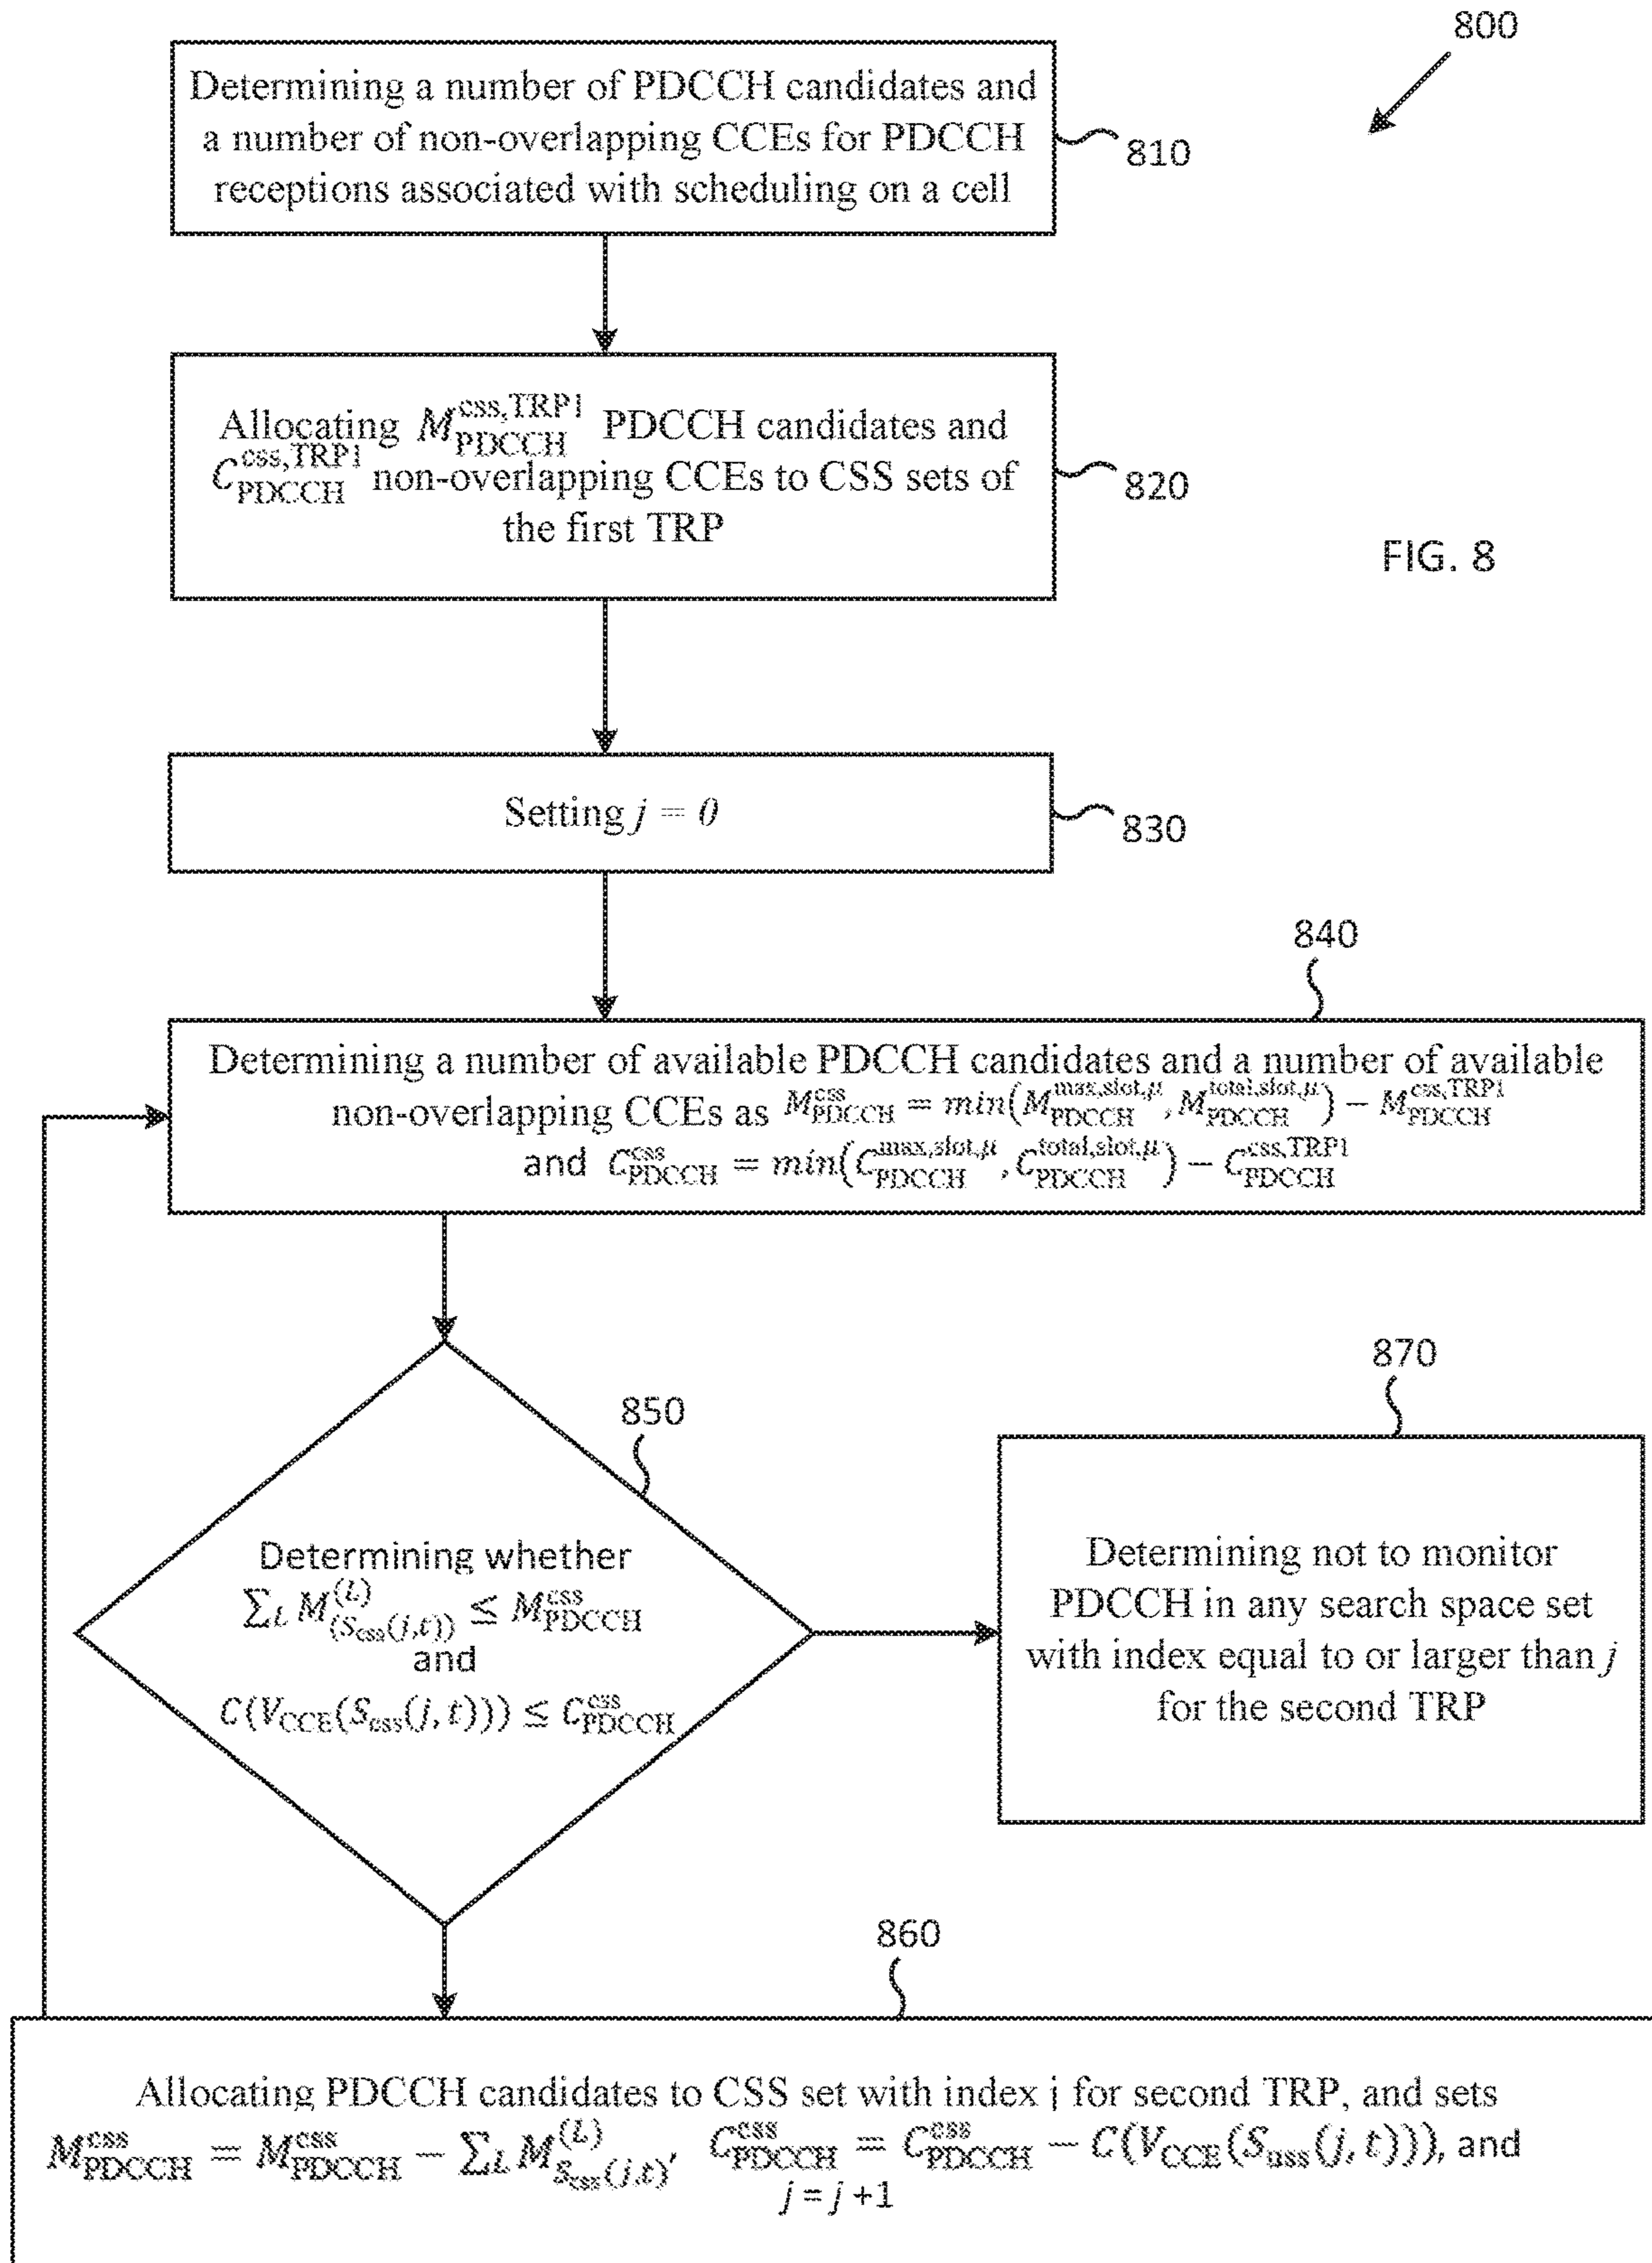 800
Determining a number of PDCCH candidates and
a number of non-overlapping CCEs for PDCCH
receptions associated with scheduling on a cell
810
Allocating M_PDCCH^css,TRP1 PDCCH candidates and
C_PDCCH^css,TRP1 non-overlapping CCEs to CSS sets of
the first TRP
820
FIG. 8
Setting j = 0
830
840
Determining a number of available PDCCH candidates and a number of available
non-overlapping CCEs as M_PDCCH^css = min(M_PDCCH^max,slot,μ, M_PDCCH^total,slot,μ) − M_PDCCH^css,TRP1
and C_PDCCH^css = min(C_PDCCH^max,slot,μ, C_PDCCH^total,slot,μ) − C_PDCCH^css,TRP1
850
Determining whether
∑_L M_(S_css(j,t))^(L) ≤ M_PDCCH^css
and
C(V_CCE(S_css(j, t))) ≤ C_PDCCH^css
870
Determining not to monitor
PDCCH in any search space set
with index equal to or larger than j
for the second TRP
860
Allocating PDCCH candidates to CSS set with index j for second TRP, and sets
M_PDCCH^css = M_PDCCH^css − ∑_L M_S_css(j,t)^(L), C_PDCCH^css = C_PDCCH^css − C(V_CCE(S_uss(j, t))), and
j = j +1